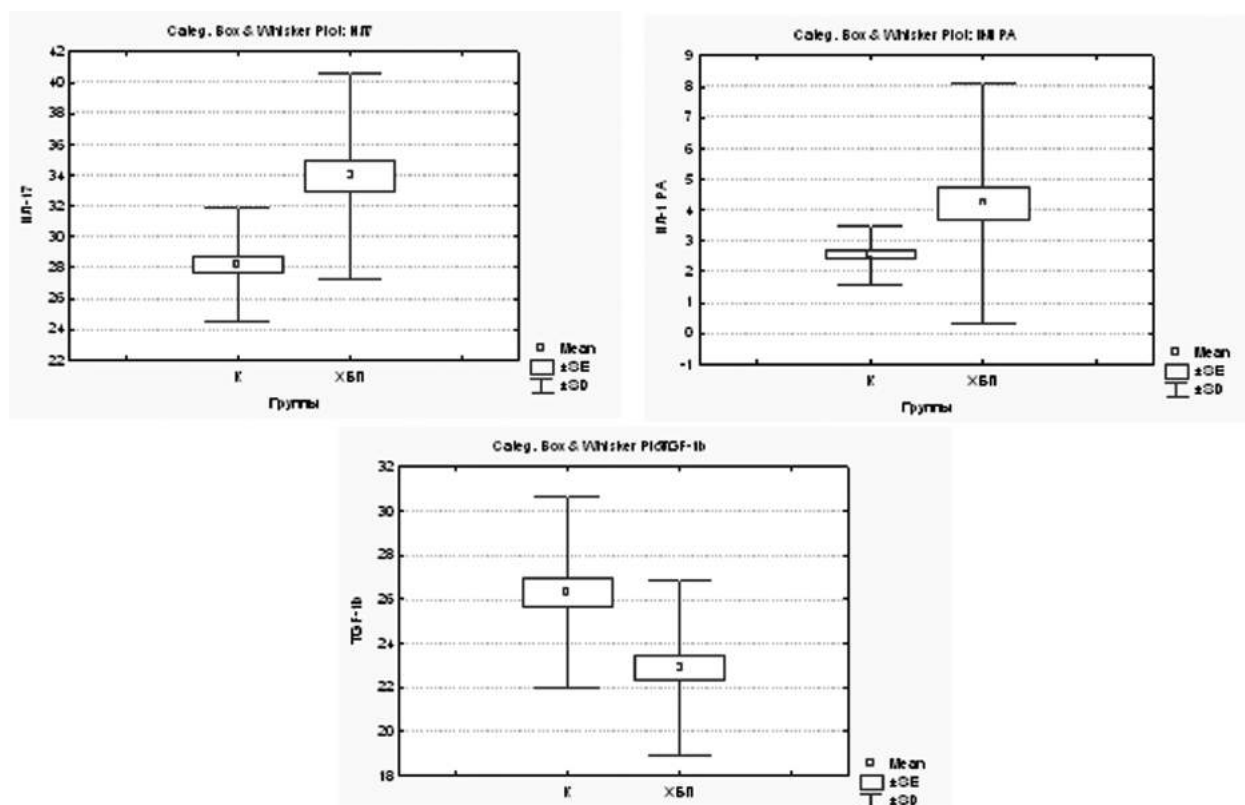 Categ. Box & Whisker Plot:
ИЛ-17
42
40
38
36
34
32
30
28
26
24
22
К ХБП
Группы
Mean
±SE
±SD
Categ. Box & Whisker Plot: РА
ИЛ-1 РА
9
8
7
6
5
4
3
2
1
0
-1
К ХБП
Группы
Mean
±SE
±SD
Categ. Box & Whisker Plot: TGF-1b
TGF-1b
32
30
28
26
24
22
20
18
К ХБП
Mean
±SE
±SD